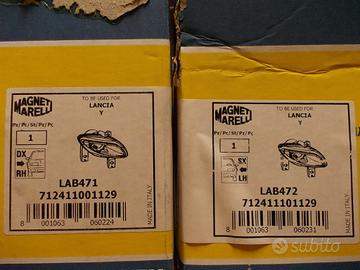 MAGNETI
MARELLI
TO BE USED FOR
LANCIA
Y
Pz/Pc/St/Pz/Pç
1
DX
RH
LAB471
712411001129
8 001063 060224
MADE IN ITALY
MAGNETI
MARELLI
TO BE USED FOR
LANCIA
Y
Pz/Pc/St/Pz/Pç
1
SX
LH
LAB472
712411101129
8 001063 060231
MADE IN ITALY
subito